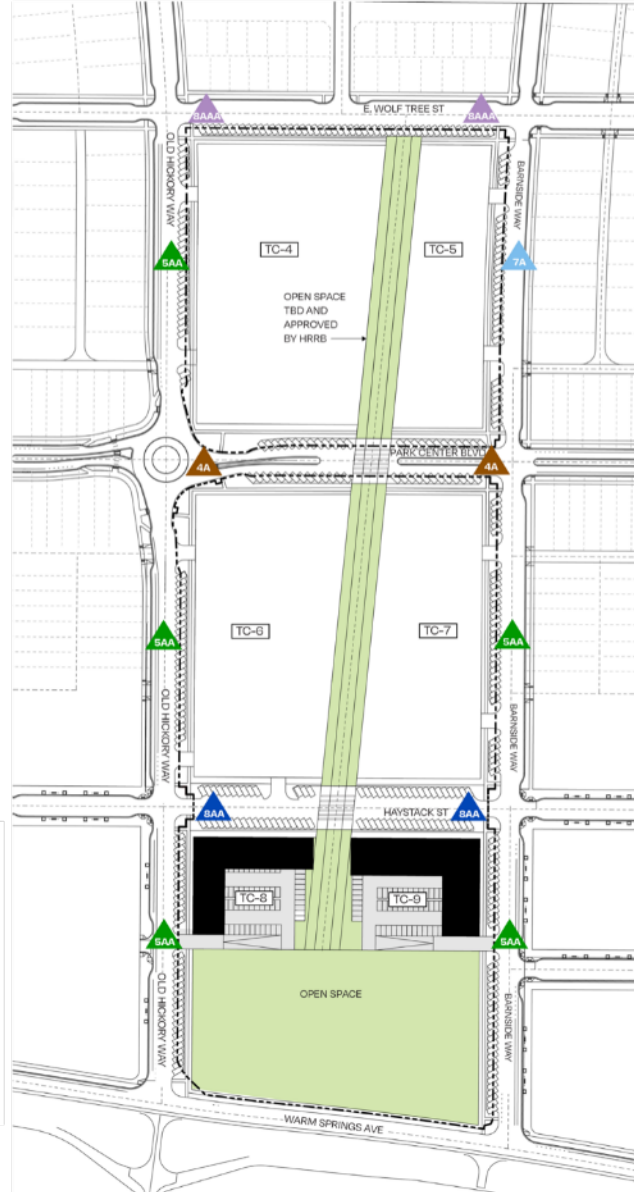 E. WOLF TREE ST
8AAA
8AAA
OLD HICKORY WAY
BARNSIDE WAY
TC-4
TC-5
5AA
7A
OPEN SPACE
TBD AND
APPROVED
BY HRRB
PARK CENTER BLVD
4A
4A
TC-6
TC-7
5AA
5AA
OLD HICKORY WAY
BARNSIDE WAY
8AA
HAYSTACK ST
8AA
TC-8
TC-9
5AA
5AA
OPEN SPACE
OLD HICKORY WAY
BARNSIDE WAY
WARM SPRINGS AVE